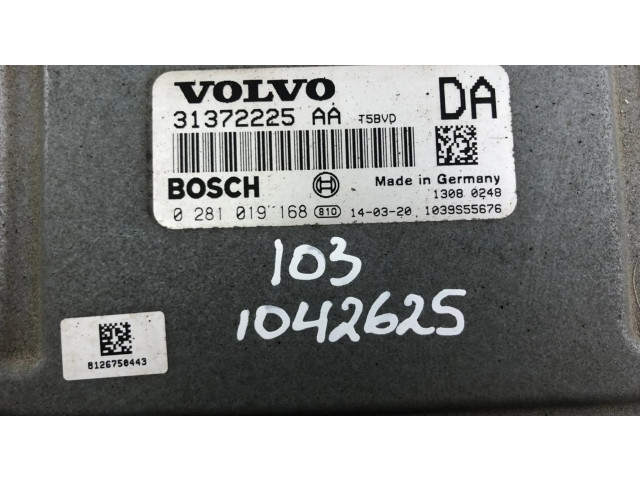 VOLVO DA
31372225 AA T5BVD
BOSCH Made in Germany
1308 0248
0 281 019 168 810 14-03-20 1039S55676
103
1042625
8126758443